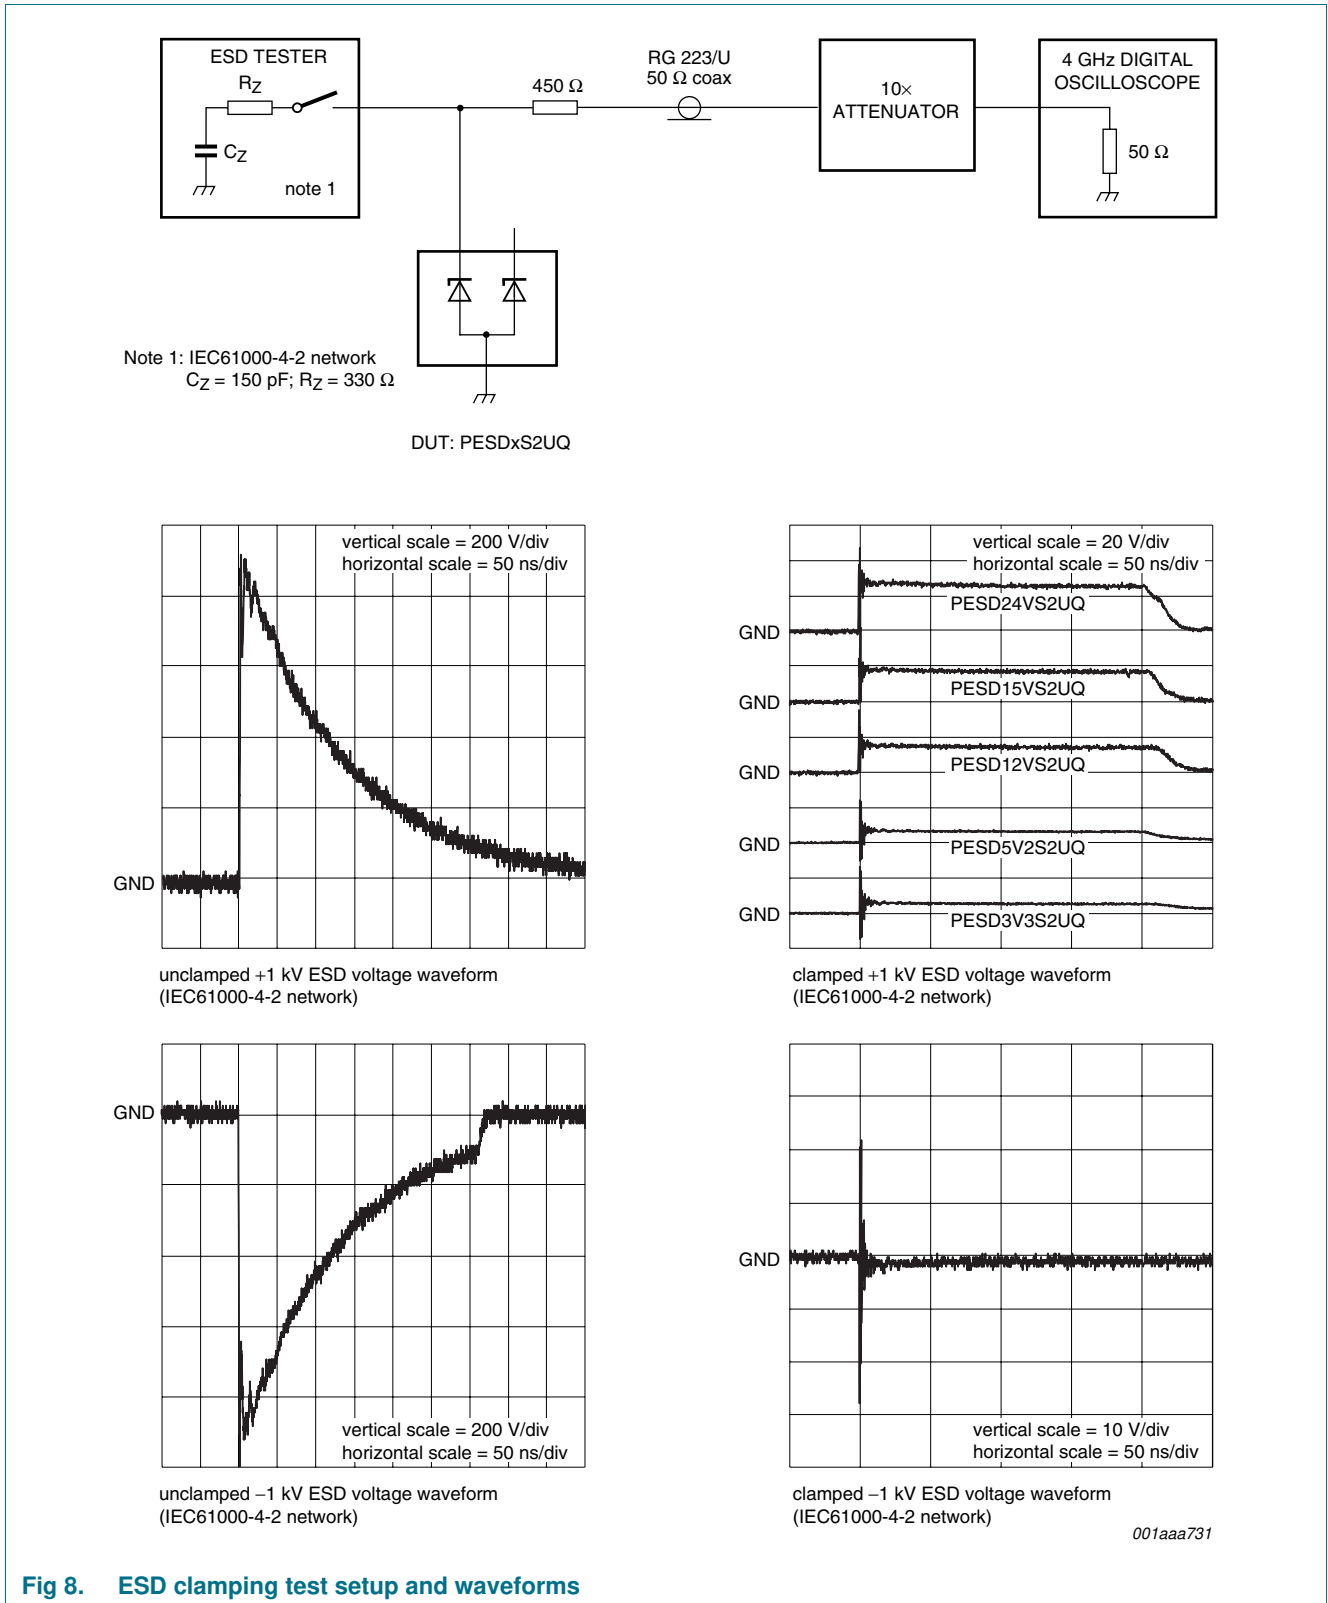 ESD TESTER
RZ
CZ
note 1
450 Ω
RG 223/U
50 Ω coax
10×
ATTENUATOR
4 GHz DIGITAL
OSCILLOSCOPE
50 Ω
Note 1: IEC61000-4-2 network
CZ = 150 pF; RZ = 330 Ω
DUT: PESDxS2UQ
vertical scale = 200 V/div
horizontal scale = 50 ns/div
GND
unclamped +1 kV ESD voltage waveform
(IEC61000-4-2 network)
vertical scale = 20 V/div
horizontal scale = 50 ns/div
GND
PESD24VS2UQ
GND
PESD15VS2UQ
GND
PESD12VS2UQ
GND
PESD5V2S2UQ
GND
PESD3V3S2UQ
clamped +1 kV ESD voltage waveform
(IEC61000-4-2 network)
GND
vertical scale = 200 V/div
horizontal scale = 50 ns/div
unclamped −1 kV ESD voltage waveform
(IEC61000-4-2 network)
GND
vertical scale = 10 V/div
horizontal scale = 50 ns/div
clamped −1 kV ESD voltage waveform
(IEC61000-4-2 network)
001aaa731
Fig 8. ESD clamping test setup and waveforms